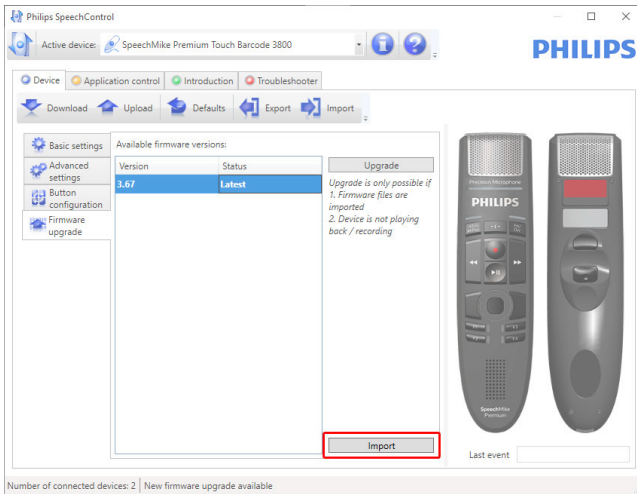 Philips SpeechControl
Active device: SpeechMike Premium Touch Barcode 3800
PHILIPS
Device Application control Introduction Troubleshooter
Download Upload Defaults Export Import
Basic settings
Advanced
settings
Button
configuration
Firmware
upgrade
Available firmware versions:
Version Status
3.67 Latest
Upgrade
Upgrade is only possible if
1. Firmware files are
imported
2. Device is not playing
back / recording
Import
Precision Microphone
PHILIPS
SpeechMike
Premium
Last event
Number of connected devices: 2 New firmware upgrade available